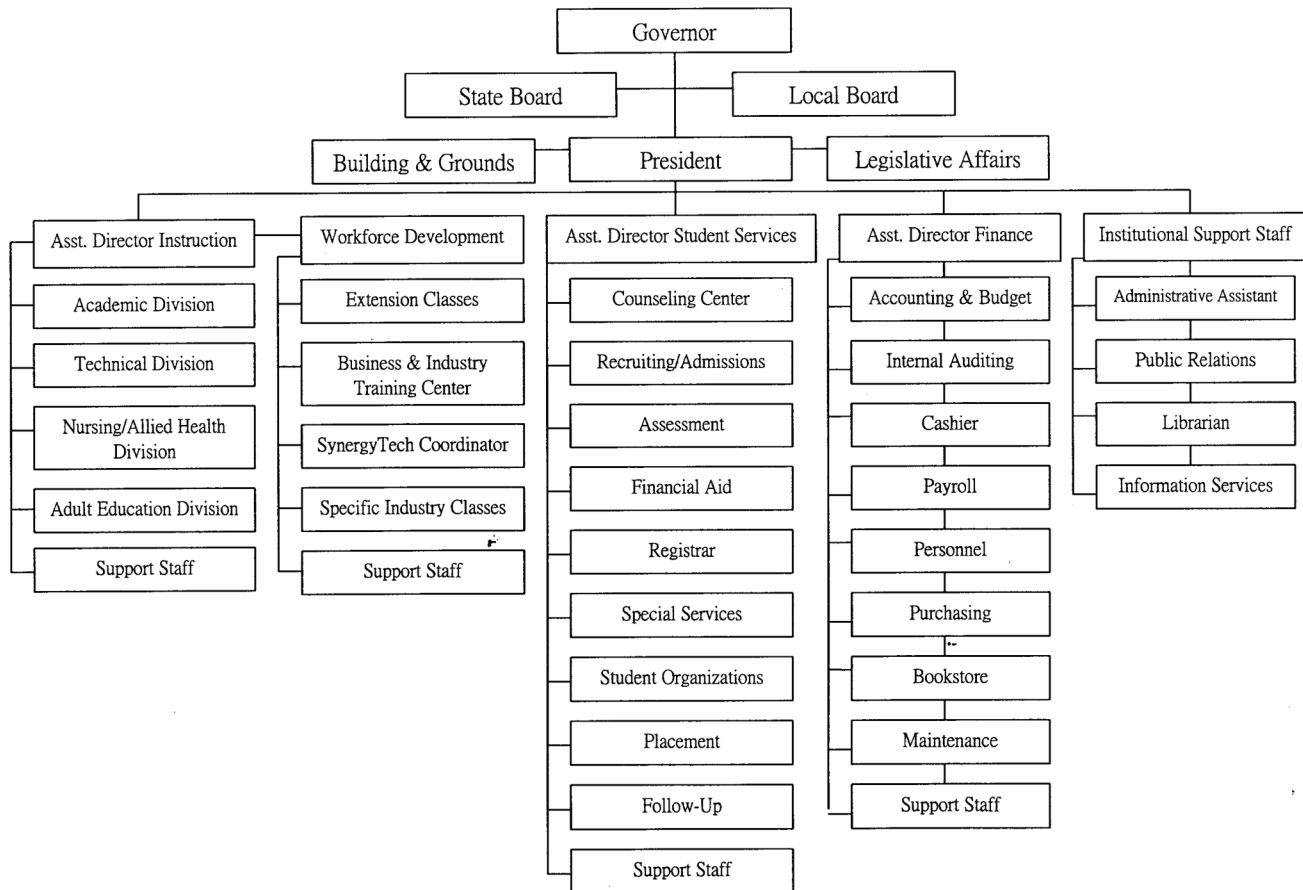 Governor
State Board
Local Board
Building & Grounds
President
Legislative Affairs
Asst. Director Instruction
Academic Division
Technical Division
Nursing/Allied Health
Division
Adult Education Division
Support Staff
Workforce Development
Extension Classes
Business & Industry
Training Center
SynergyTech Coordinator
Specific Industry Classes
Support Staff
Asst. Director Student Services
Counseling Center
Recruiting/Admissions
Assessment
Financial Aid
Registrar
Special Services
Student Organizations
Placement
Follow-Up
Support Staff
Asst. Director Finance
Accounting & Budget
Internal Auditing
Cashier
Payroll
Personnel
Purchasing
Bookstore
Maintenance
Support Staff
Institutional Support Staff
Administrative Assistant
Public Relations
Librarian
Information Services